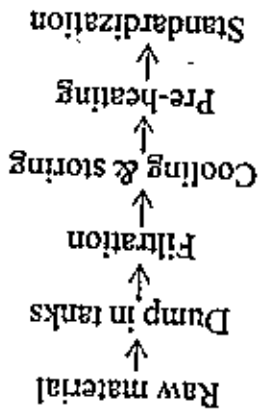 Raw material
↓
Dump in tanks
↓
Filtration
↓
Cooling & storing
↓
Pre-heating
↓
Standardization